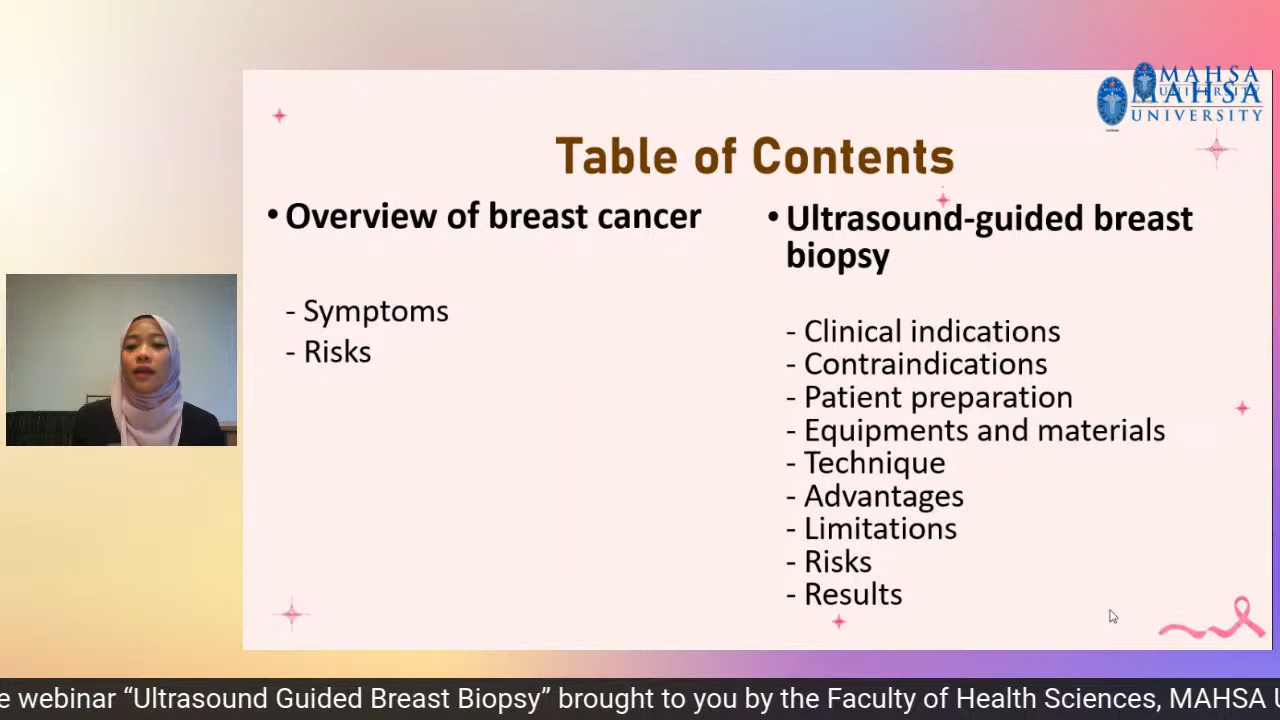 MAHSA
UNIVERSITY
MAHSA
UNIVERSITY
Table of Contents
• Overview of breast cancer
- Symptoms
- Risks
• Ultrasound-guided breast
biopsy
- Clinical indications
- Contraindications
- Patient preparation
- Equipments and materials
- Technique
- Advantages
- Limitations
- Risks
- Results
e webinar “Ultrasound Guided Breast Biopsy” brought to you by the Faculty of Health Sciences, MAHSA U